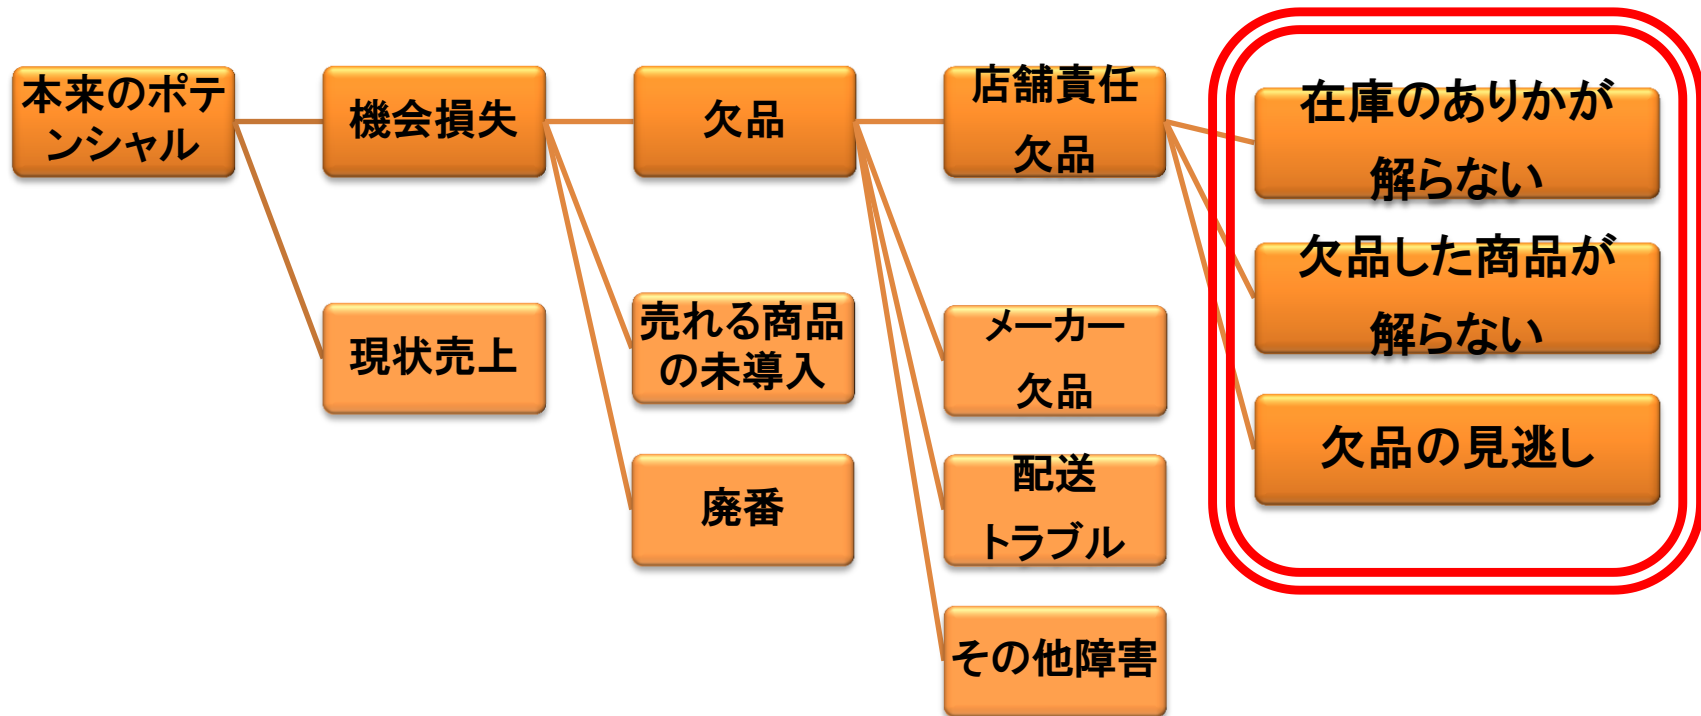 本来のポテ
ンシャル
機会損失
欠品
店舗責任
欠品
在庫のありかが
解らない
欠品した商品が
解らない
欠品の見逃し
現状売上
売れる商品
の未導入
廃番
メーカー
欠品
配送
トラブル
その他障害